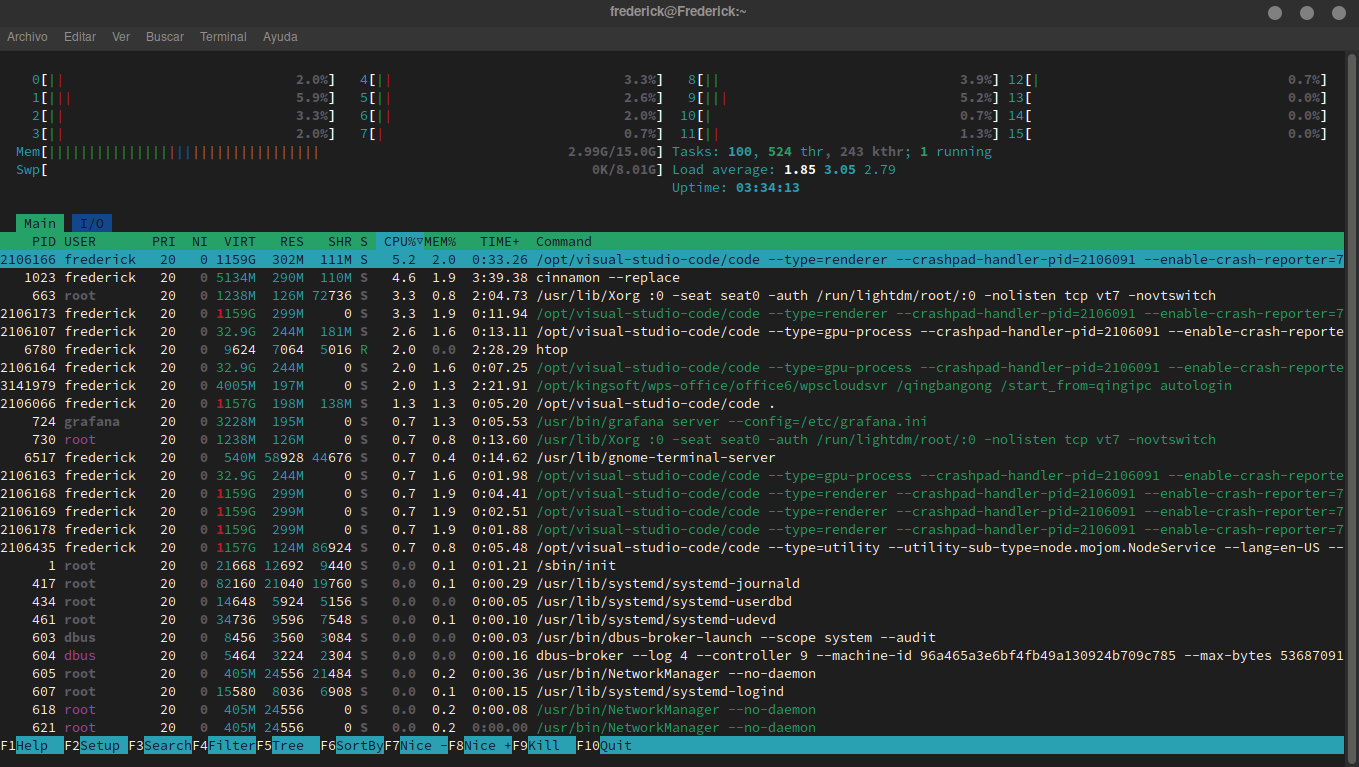 frederick@Frederick:~
Archivo Editar Ver Buscar Terminal Ayuda
0[|| 2.0%] 4[|| 3.3%] 8[|| 3.9%] 12[| 0.7%]
1[||| 5.9%] 5[|| 2.6%] 9[||| 5.2%] 13[ 0.0%]
2[|| 3.3%] 6[|| 2.0%] 10[| 0.7%] 14[ 0.0%]
3[|| 2.0%] 7[| 0.7%] 11[|| 1.3%] 15[ 0.0%]
Mem[|||||||||||||||||||||||||||||||||| 2.99G/15.0G] Tasks: 100, 524 thr, 243 kthr; 1 running
Swp[ 0K/8.01G] Load average: 1.85 3.05 2.79
Uptime: 03:34:13
Main I/O
PID USER PRI NI VIRT RES SHR S CPU%▽MEM% TIME+ Command
2106166 frederick 20 0 1159G 302M 111M S 5.2 2.0 0:33.26 /opt/visual-studio-code/code --type=renderer --crashpad-handler-pid=2106091 --enable-crash-reporter=7
1023 frederick 20 0 5134M 290M 110M S 4.6 1.9 3:39.38 cinnamon --replace
663 root 20 0 1238M 126M 72736 S 3.3 0.8 2:04.73 /usr/lib/Xorg :0 -seat seat0 -auth /run/lightdm/root/:0 -nolisten tcp vt7 -novtswitch
2106173 frederick 20 0 1159G 299M 0 S 3.3 1.9 0:11.94 /opt/visual-studio-code/code --type=renderer --crashpad-handler-pid=2106091 --enable-crash-reporter=7
2106107 frederick 20 0 32.9G 244M 181M S 2.6 1.6 0:13.11 /opt/visual-studio-code/code --type=gpu-process --crashpad-handler-pid=2106091 --enable-crash-reporte
6780 frederick 20 0 9624 7064 5016 R 2.0 0.0 2:28.29 htop
2106164 frederick 20 0 32.9G 244M 0 S 2.0 1.6 0:07.25 /opt/visual-studio-code/code --type=gpu-process --crashpad-handler-pid=2106091 --enable-crash-reporte
3141979 frederick 20 0 4005M 197M 0 S 2.0 1.3 2:21.91 /opt/kingsoft/wps-office/office6/wpscloudsvr /qingbangong /start_from=qingipc autologin
2106066 frederick 20 0 1157G 198M 138M S 1.3 1.3 0:05.20 /opt/visual-studio-code/code .
724 grafana 20 0 3228M 195M 0 S 0.7 1.3 0:05.53 /usr/bin/grafana server --config=/etc/grafana.ini
730 root 20 0 1238M 126M 0 S 0.7 0.8 0:13.60 /usr/lib/Xorg :0 -seat seat0 -auth /run/lightdm/root/:0 -nolisten tcp vt7 -novtswitch
6517 frederick 20 0 540M 58928 44676 S 0.7 0.4 0:14.62 /usr/lib/gnome-terminal-server
2106163 frederick 20 0 32.9G 244M 0 S 0.7 1.6 0:01.98 /opt/visual-studio-code/code --type=gpu-process --crashpad-handler-pid=2106091 --enable-crash-reporte
2106168 frederick 20 0 1159G 299M 0 S 0.7 1.9 0:04.41 /opt/visual-studio-code/code --type=renderer --crashpad-handler-pid=2106091 --enable-crash-reporter=7
2106169 frederick 20 0 1159G 299M 0 S 0.7 1.9 0:02.51 /opt/visual-studio-code/code --type=renderer --crashpad-handler-pid=2106091 --enable-crash-reporter=7
2106178 frederick 20 0 1159G 299M 0 S 0.7 1.9 0:01.88 /opt/visual-studio-code/code --type=renderer --crashpad-handler-pid=2106091 --enable-crash-reporter=7
2106435 frederick 20 0 1157G 124M 86924 S 0.7 0.8 0:05.48 /opt/visual-studio-code/code --type=utility --utility-sub-type=node.mojom.NodeService --lang=en-US --
1 root 20 0 21668 12692 9440 S 0.0 0.1 0:01.21 /sbin/init
417 root 20 0 82160 21040 19760 S 0.0 0.1 0:00.29 /usr/lib/systemd/systemd-journald
434 root 20 0 14648 5924 5156 S 0.0 0.0 0:00.05 /usr/lib/systemd/systemd-userdbd
461 root 20 0 34736 9596 7548 S 0.0 0.1 0:00.10 /usr/lib/systemd/systemd-udevd
603 dbus 20 0 8456 3560 3084 S 0.0 0.0 0:00.03 /usr/bin/dbus-broker-launch --scope system --audit
604 dbus 20 0 5464 3224 2304 S 0.0 0.0 0:00.16 dbus-broker --log 4 --controller 9 --machine-id 96a465a3e6bf4fb49a130924b709c785 --max-bytes 53687091
605 root 20 0 405M 24556 21484 S 0.0 0.2 0:00.36 /usr/bin/NetworkManager --no-daemon
607 root 20 0 15580 8036 6908 S 0.0 0.1 0:00.15 /usr/lib/systemd/systemd-logind
618 root 20 0 405M 24556 0 S 0.0 0.2 0:00.08 /usr/bin/NetworkManager --no-daemon
621 root 20 0 405M 24556 0 S 0.0 0.2 0:00.00 /usr/bin/NetworkManager --no-daemon
F1Help F2Setup F3SearchF4FilterF5Tree F6SortByF7Nice -F8Nice +F9Kill F10Quit